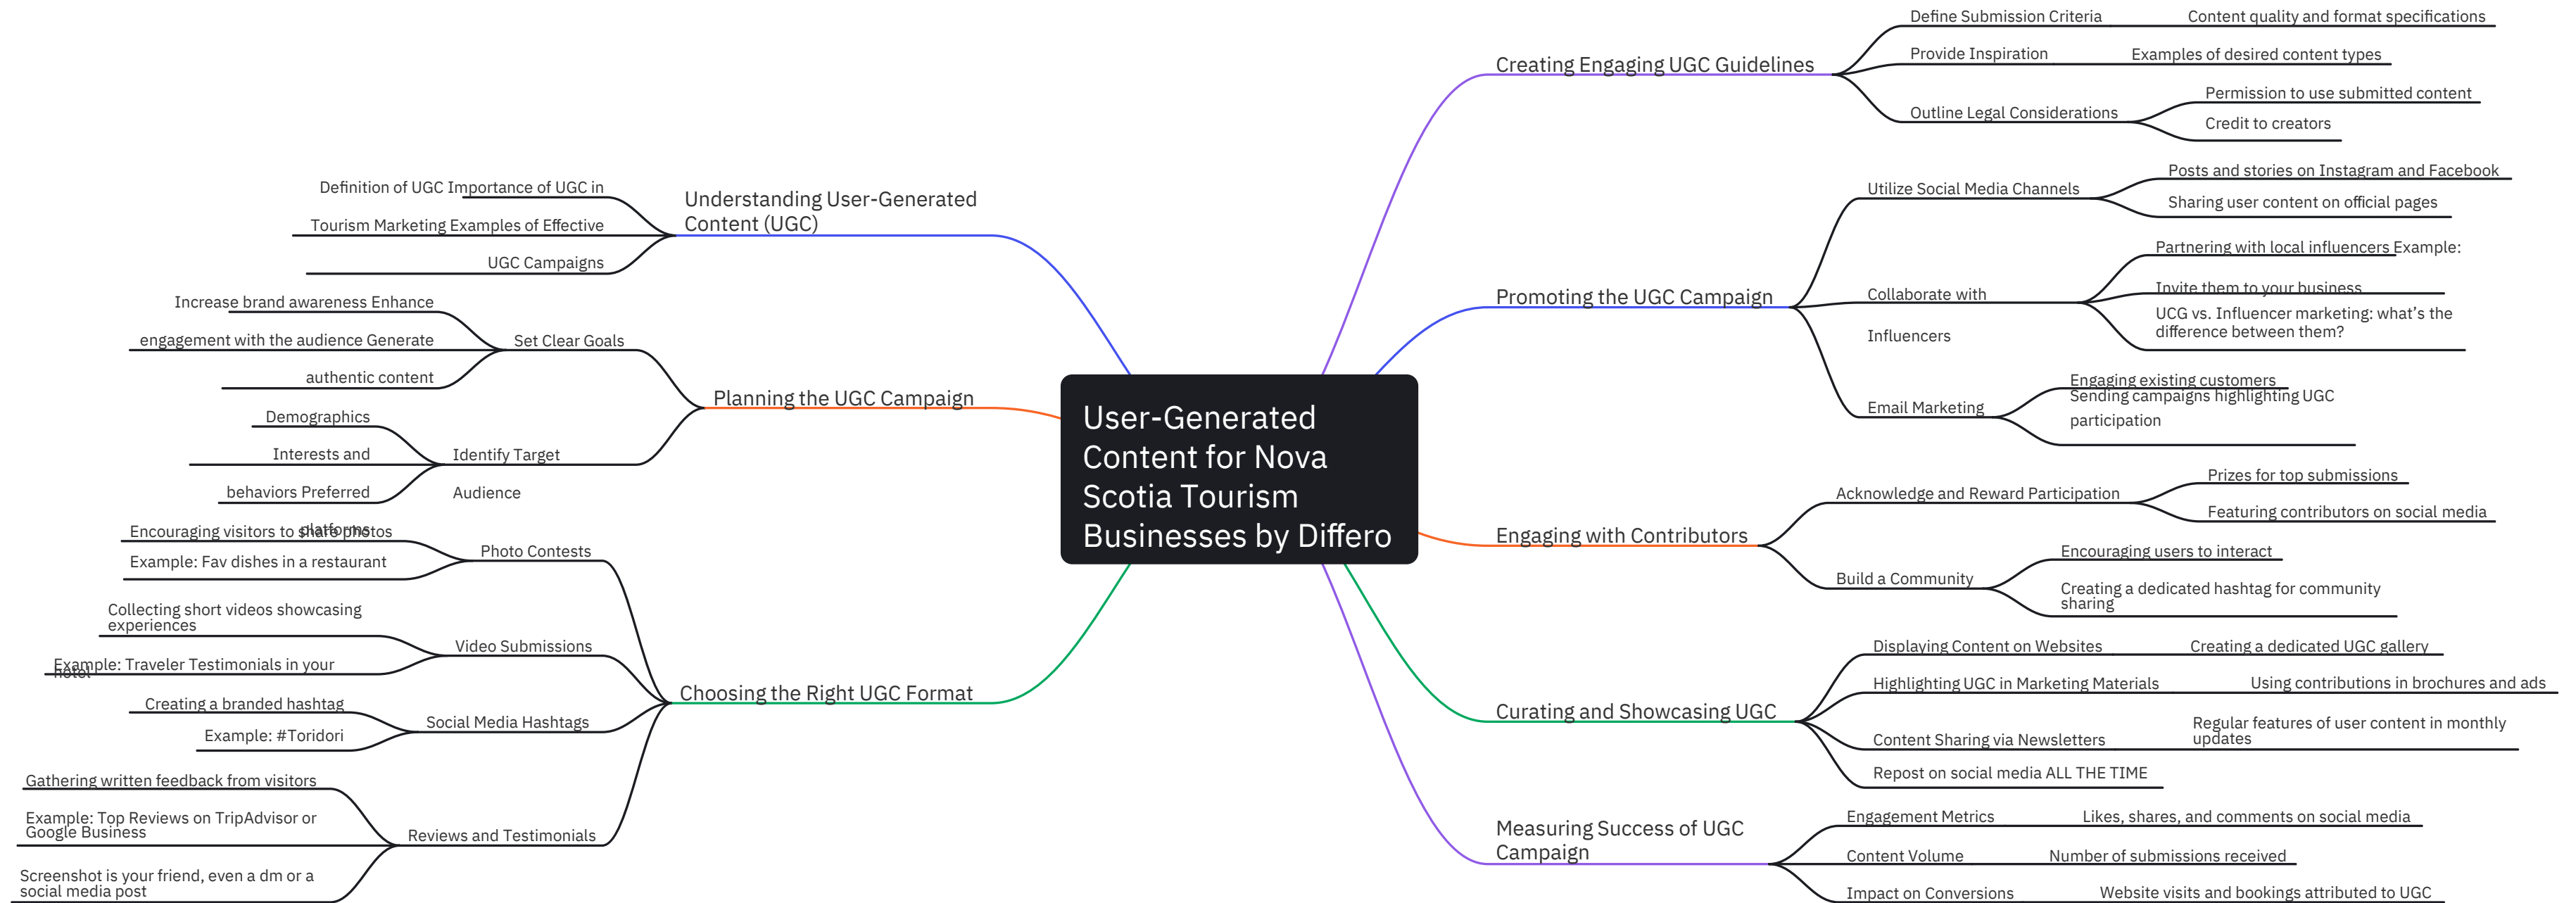 User-Generated
Content for Nova
Scotia Tourism
Businesses by Differo
Understanding User-Generated
Content (UGC)
Definition of UGC Importance of UGC in
Tourism Marketing Examples of Effective
UGC Campaigns
Planning the UGC Campaign
Set Clear Goals
Increase brand awareness Enhance
engagement with the audience Generate
authentic content
Identify Target
Audience
Demographics
Interests and
behaviors Preferred
platforms
Choosing the Right UGC Format
Photo Contests
Encouraging visitors to share photos
Example: Fav dishes in a restaurant
Video Submissions
Collecting short videos showcasing
experiences
Example: Traveler Testimonials in your
hotel
Social Media Hashtags
Creating a branded hashtag
Example: #Toridori
Reviews and Testimonials
Gathering written feedback from visitors
Example: Top Reviews on TripAdvisor or
Google Business
Screenshot is your friend, even a dm or a
social media post
Creating Engaging UGC Guidelines
Define Submission Criteria
Content quality and format specifications
Provide Inspiration
Examples of desired content types
Outline Legal Considerations
Permission to use submitted content
Credit to creators
Promoting the UGC Campaign
Utilize Social Media Channels
Posts and stories on Instagram and Facebook
Sharing user content on official pages
Collaborate with
Influencers
Partnering with local influencers Example:
Invite them to your business
UCG vs. Influencer marketing: what's the
difference between them?
Email Marketing
Engaging existing customers
Sending campaigns highlighting UGC
participation
Engaging with Contributors
Acknowledge and Reward Participation
Prizes for top submissions
Featuring contributors on social media
Build a Community
Encouraging users to interact
Creating a dedicated hashtag for community
sharing
Curating and Showcasing UGC
Displaying Content on Websites
Creating a dedicated UGC gallery
Highlighting UGC in Marketing Materials
Using contributions in brochures and ads
Content Sharing via Newsletters
Regular features of user content in monthly
updates
Repost on social media ALL THE TIME
Measuring Success of UGC
Campaign
Engagement Metrics
Likes, shares, and comments on social media
Content Volume
Number of submissions received
Impact on Conversions
Website visits and bookings attributed to UGC